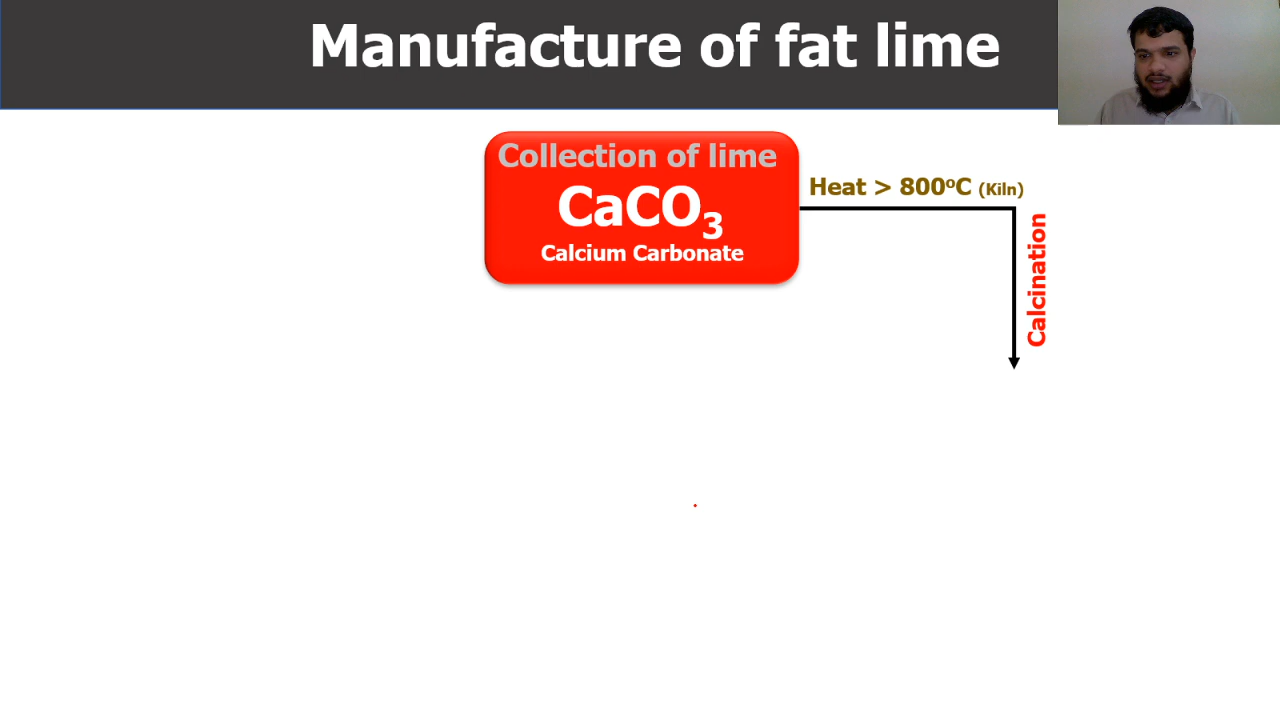 Manufacture of fat lime
Collection of lime
CaCO₃
Calcium Carbonate
Heat > 800ºC (Kiln)
Calcination